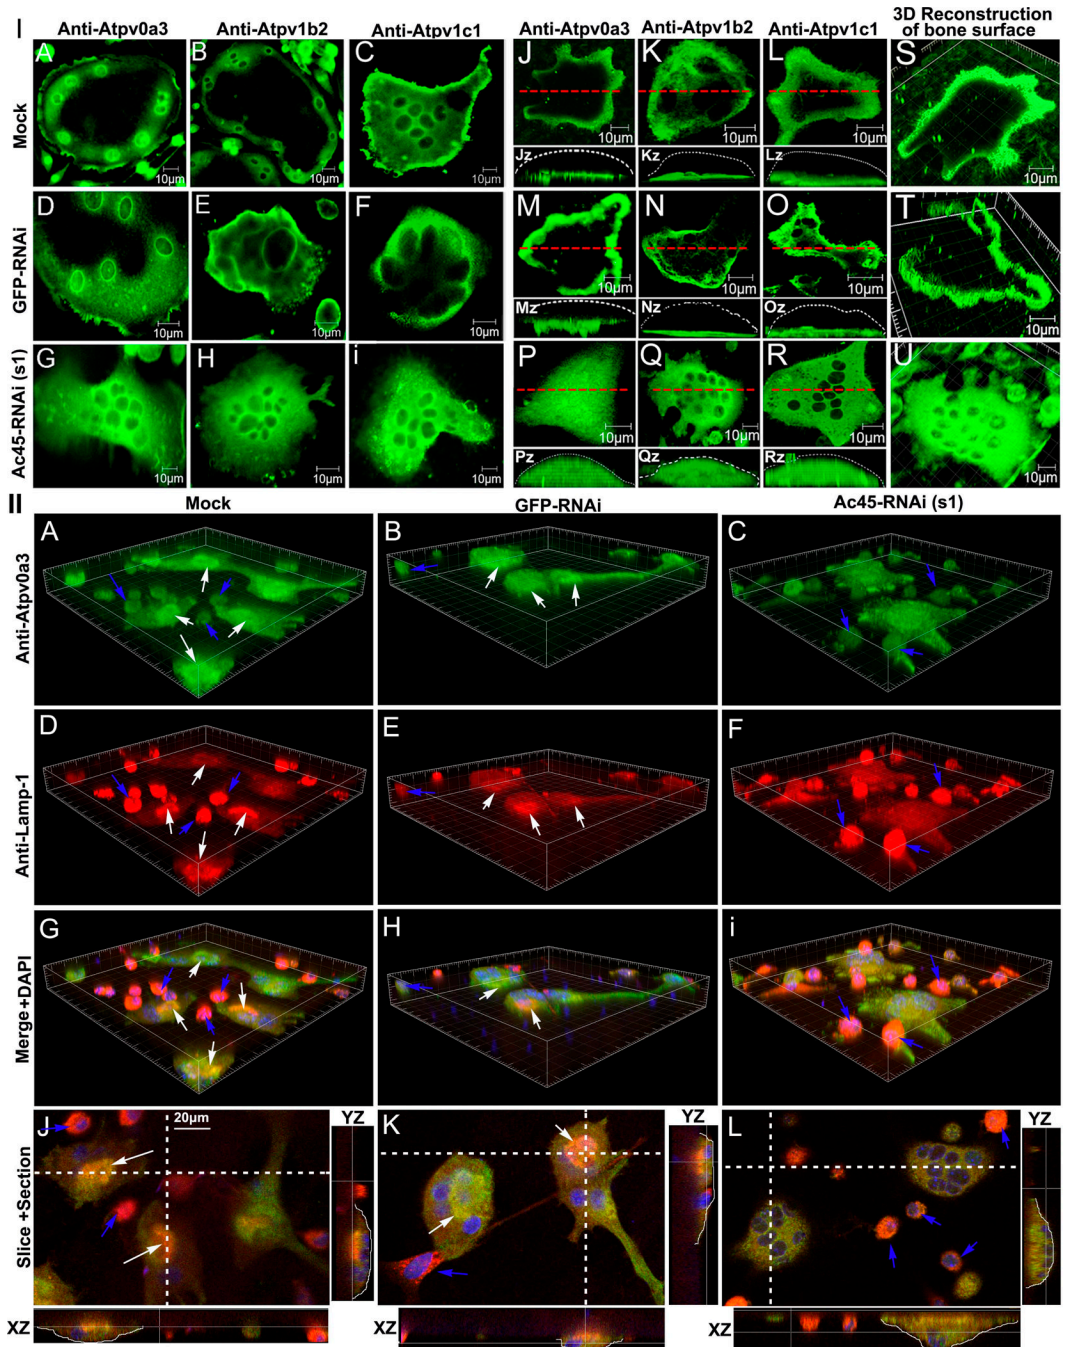 I
Anti-Atpv0a3 Anti-Atpv1b2 Anti-Atpv1c1 Anti-Atpv0a3 Anti-Atpv1b2 Anti-Atpv1c1 3D Reconstruction
of bone surface
Mock
A B C J K L S
10µm 10µm 10µm 10µm 10µm 10µm 10µm
Jz Kz Lz
GFP-RNAi
D E F M N O T
10µm 10µm 10µm 10µm 10µm 10µm 10µm
Mz Nz Oz
Ac45-RNAi (s1)
G H i P Q R U
10µm 10µm 10µm 10µm 10µm 10µm 10µm
Pz Qz Rz
II
Mock GFP-RNAi Ac45-RNAi (s1)
Anti-Atpv0a3
A B C
Anti-Lamp-1
D E F
Merge+DAPI
G H i
Slice +Section
J 20µm YZ K YZ L YZ
XZ XZ XZ